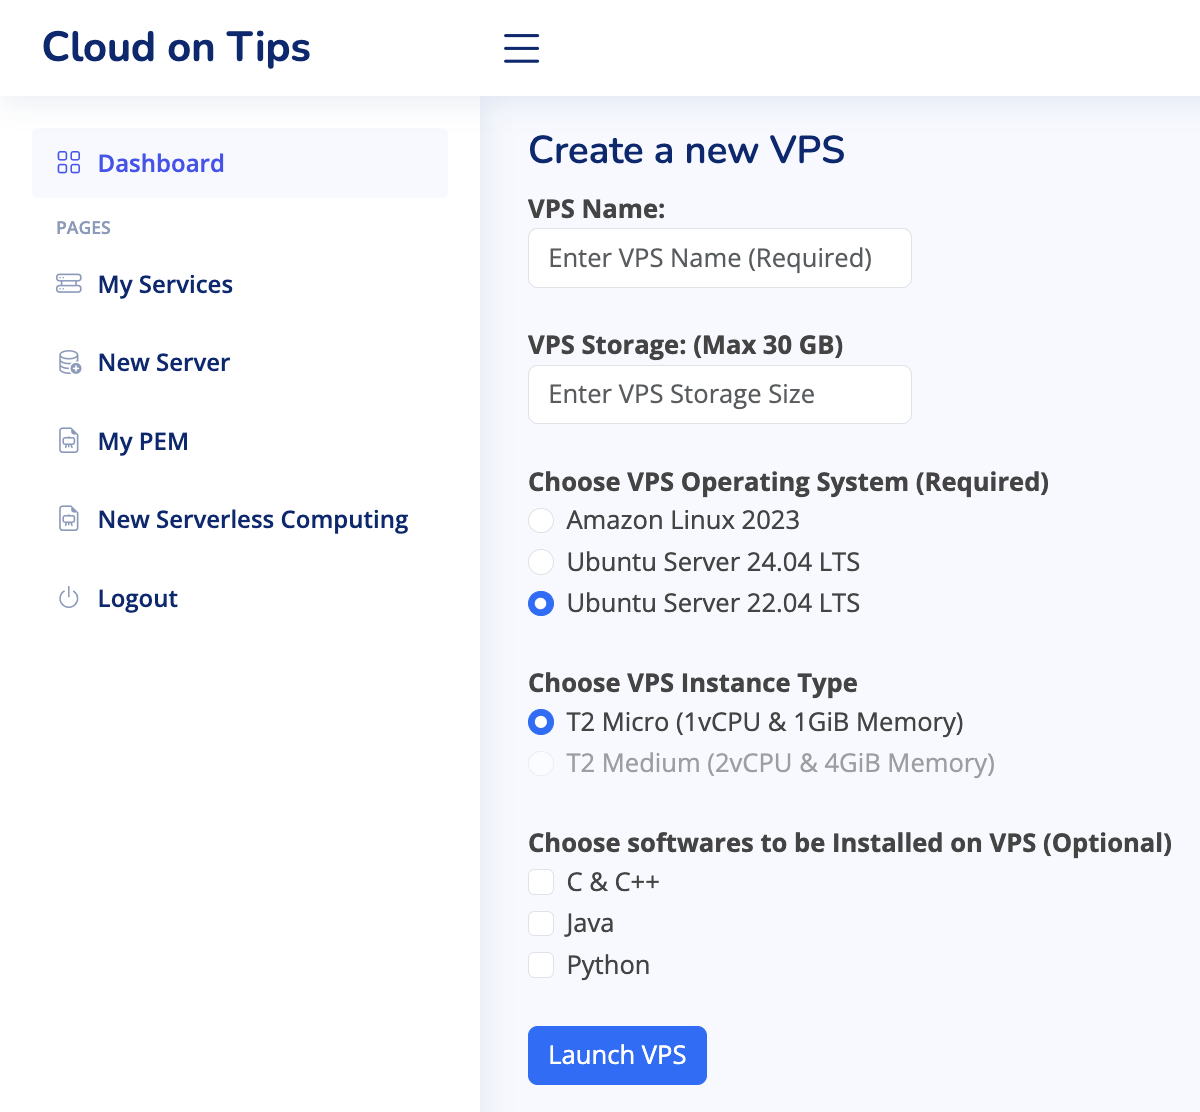 Cloud on Tips
Dashboard
PAGES
My Services
New Server
My PEM
New Serverless Computing
Logout
Create a new VPS
VPS Name:
Enter VPS Name (Required)
VPS Storage: (Max 30 GB)
Enter VPS Storage Size
Choose VPS Operating System (Required)
Amazon Linux 2023
Ubuntu Server 24.04 LTS
Ubuntu Server 22.04 LTS
Choose VPS Instance Type
T2 Micro (1vCPU & 1GiB Memory)
T2 Medium (2vCPU & 4GiB Memory)
Choose softwares to be Installed on VPS (Optional)
C & C++
Java
Python
Launch VPS